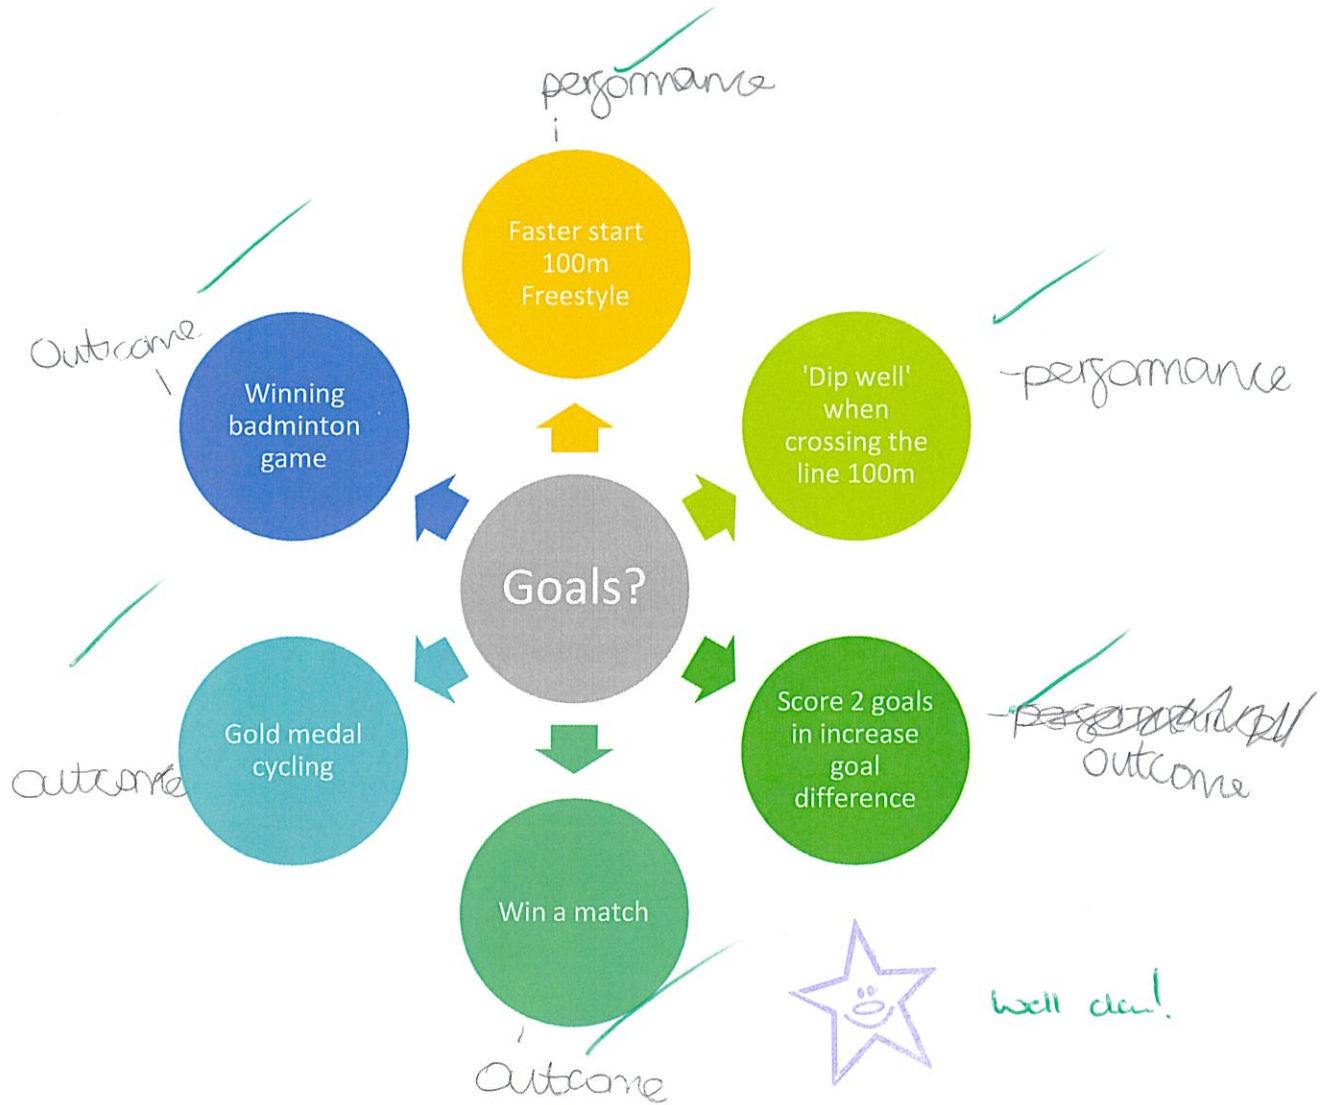 performance
Faster start
100m
Freestyle
Outcome
Winning
badminton
game
'Dip well'
when
crossing the
line 100m
-performance
Goals?
Gold medal
cycling
outcome
Score 2 goals
in increase
goal
difference
outcome
Win a match
outcome
well